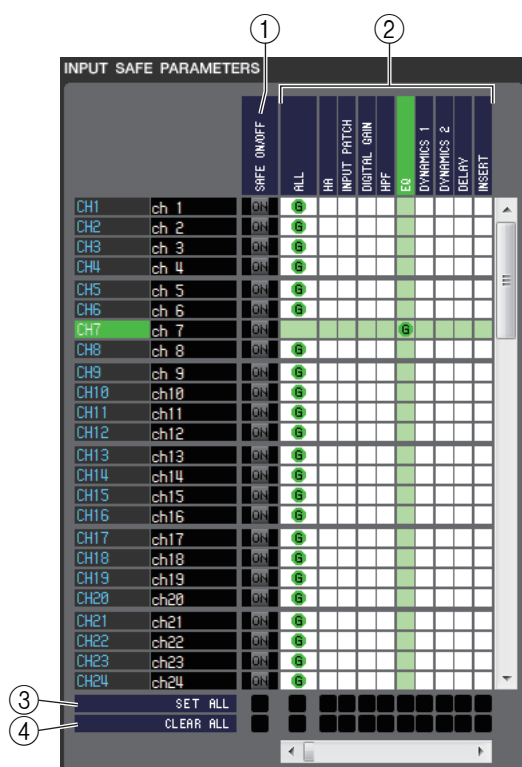 ① ②
INPUT SAFE PARAMETERS
SAFE ON/OFF ALL HA INPUT PATCH DIGITAL GAIN HPF EQ DYNAMICS 1 DYNAMICS 2 DELAY INSERT
CH1 ch 1 ON G
CH2 ch 2 ON G
CH3 ch 3 ON G
CH4 ch 4 ON G
CH5 ch 5 ON G
CH6 ch 6 ON G
CH7 ch 7 ON G
CH8 ch 8 ON G
CH9 ch 9 ON G
CH10 ch10 ON G
CH11 ch11 ON G
CH12 ch12 ON G
CH13 ch13 ON G
CH14 ch14 ON G
CH15 ch15 ON G
CH16 ch16 ON G
CH17 ch17 ON G
CH18 ch18 ON G
CH19 ch19 ON G
CH20 ch20 ON G
CH21 ch21 ON G
CH22 ch22 ON G
CH23 ch23 ON G
CH24 ch24 ON G
③ SET ALL
④ CLEAR ALL